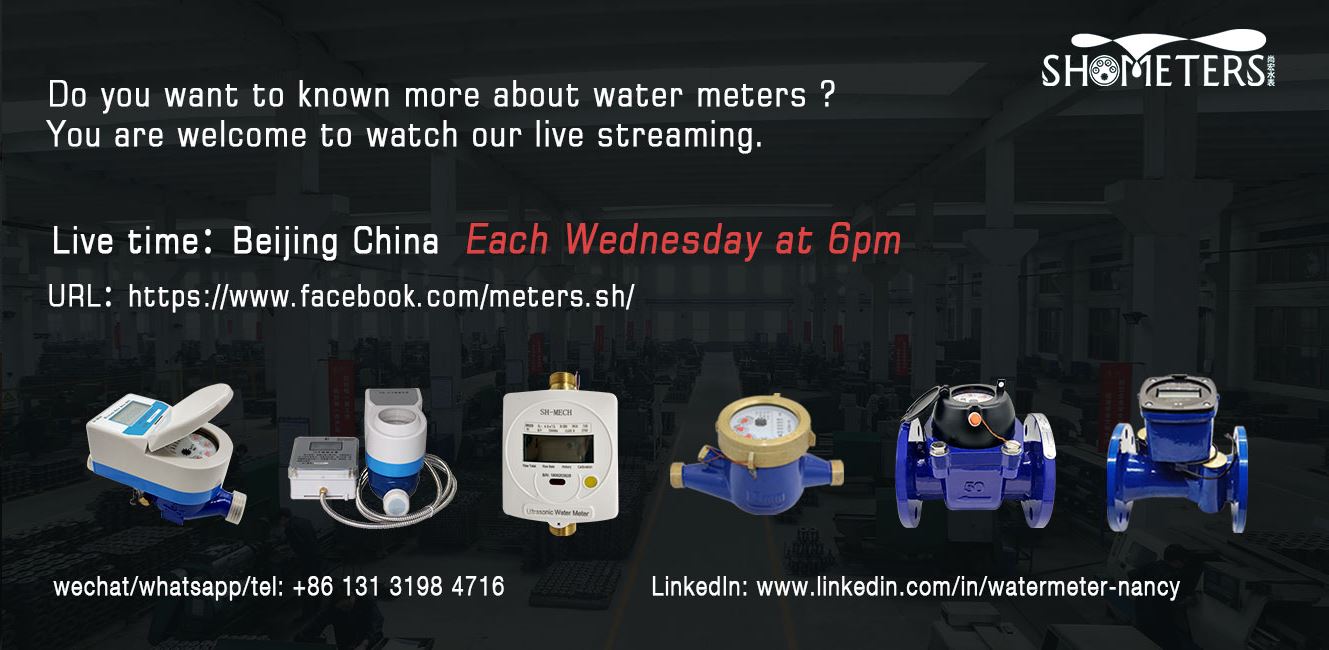 SHOMETERS
Do you want to known more about water meters ?
You are welcome to watch our live streaming.
Live time: Beijing China Each Wednesday at 6pm
URL: https://www.facebook.com/meters.sh/
SH-MECH
Ultrasonic Water Meter
50
wechat/whatsapp/tel: +86 131 3198 4716
LinkedIn: www.linkedin.com/in/watermeter-nancy